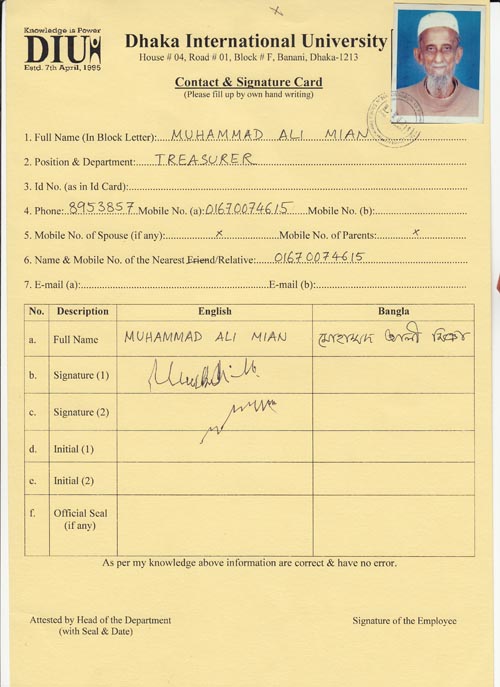 Knowledge is Power
DIU
Estd. 7th April, 1995
Dhaka International University
House # 04, Road # 01, Block # F, Banani, Dhaka-1213
Contact & Signature Card
(Please fill up by own hand writing)
1. Full Name (In Block Letter): MUHAMMAD ALI MIAN
2. Position & Department: TREASURER
3. Id No. (as in Id Card):
4. Phone: 8953857 Mobile No. (a): 01670074615 Mobile No. (b):
5. Mobile No. of Spouse (if any): x Mobile No. of Parents: x
6. Name & Mobile No. of the Nearest Friend/Relative: 01670074615
7. E-mail (a): E-mail (b):
No. Description English Bangla
a. Full Name MUHAMMAD ALI MIAN মোহাম্মদ আলী মিঞা
b. Signature (1)
c. Signature (2)
d. Initial (1)
e. Initial (2)
f. Official Seal
(if any)
As per my knowledge above information are correct & have no error.
Attested by Head of the Department Signature of the Employee
(with Seal & Date)